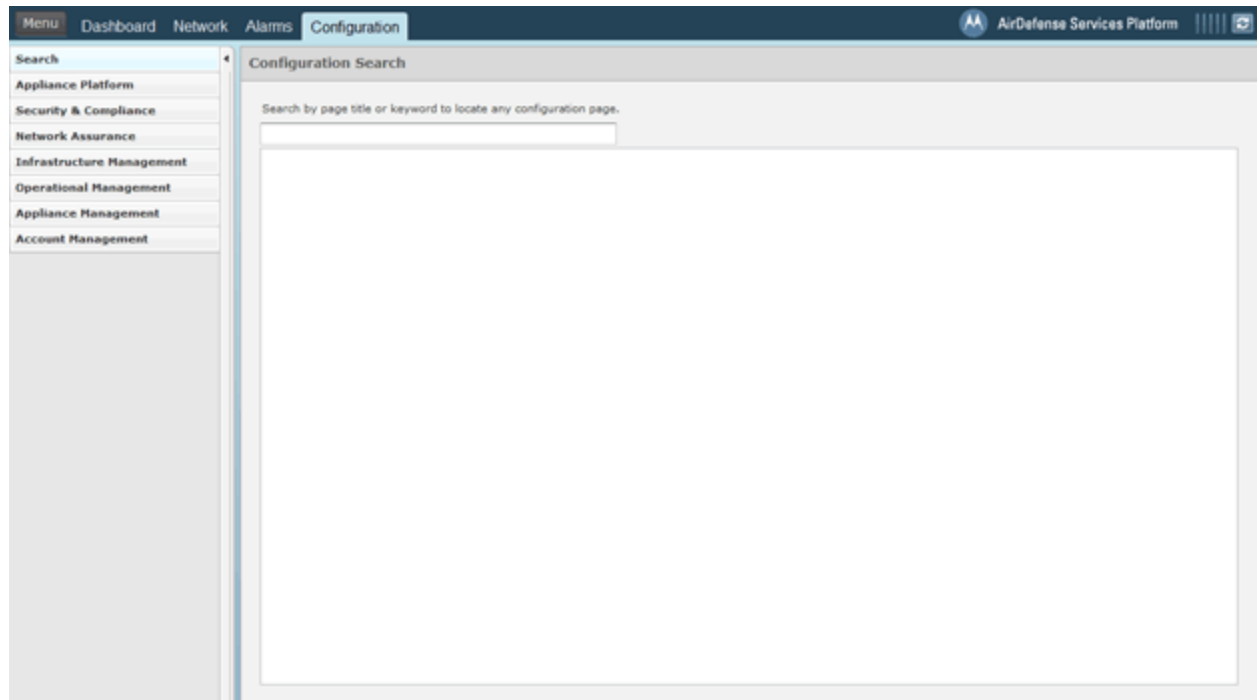 Menu Dashboard Network Alarms Configuration AirDefense Services Platform
Search
Configuration Search
Appliance Platform
Security & Compliance
Search by page title or keyword to locate any configuration page.
Network Assurance
Infrastructure Management
Operational Management
Appliance Management
Account Management